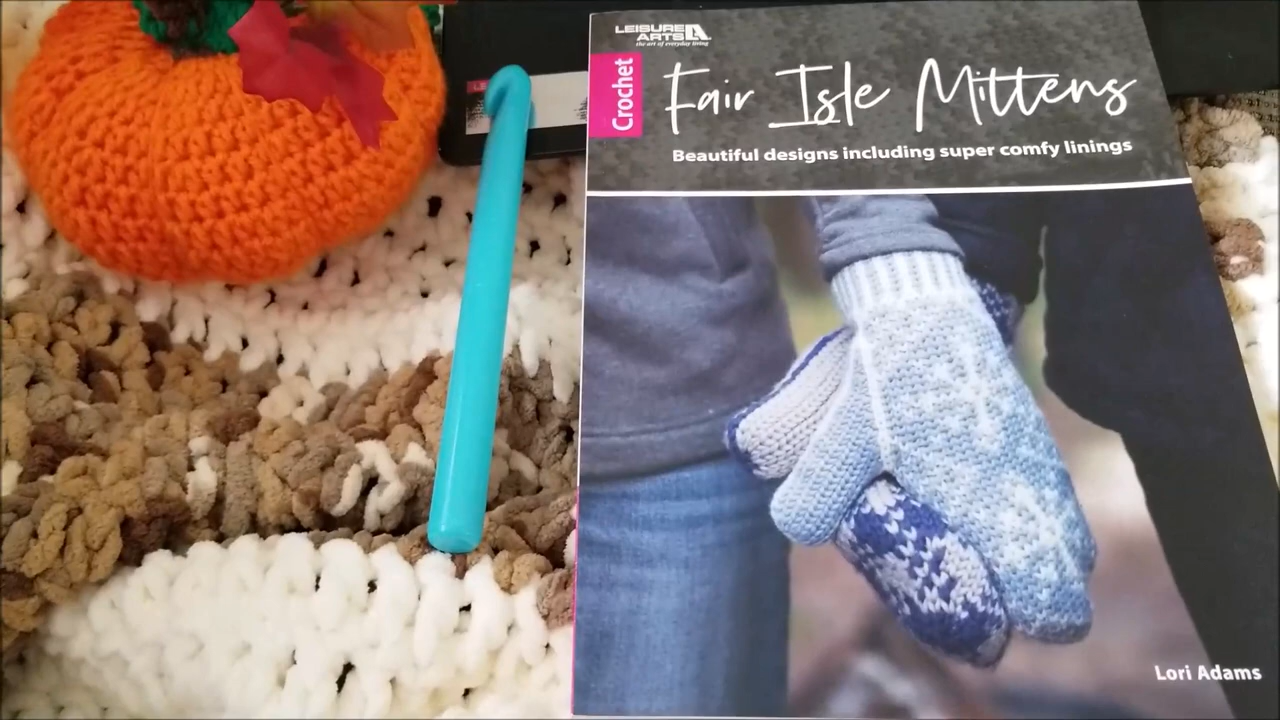 LEISURE
ARTS
the art of everyday living
Crochet
Fair Isle Mittens
Beautiful designs including super comfy linings
Lori Adams